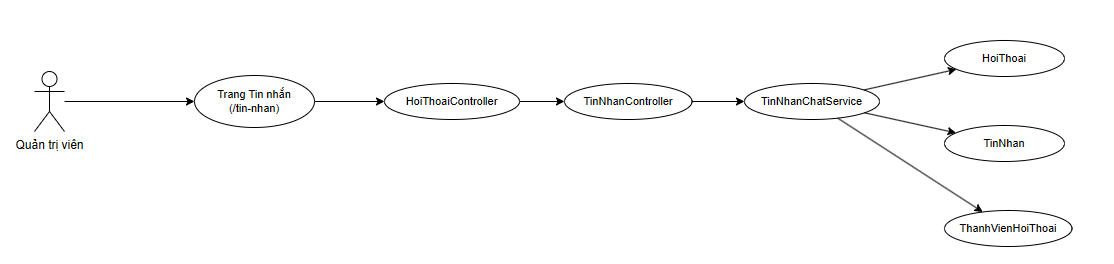 Quản trị viên
Trang Tin nhắn
(/tin-nhan)
HoiThoaiController
TinNhanController
TinNhanChatService
HoiThoai
TinNhan
ThanhVienHoiThoai